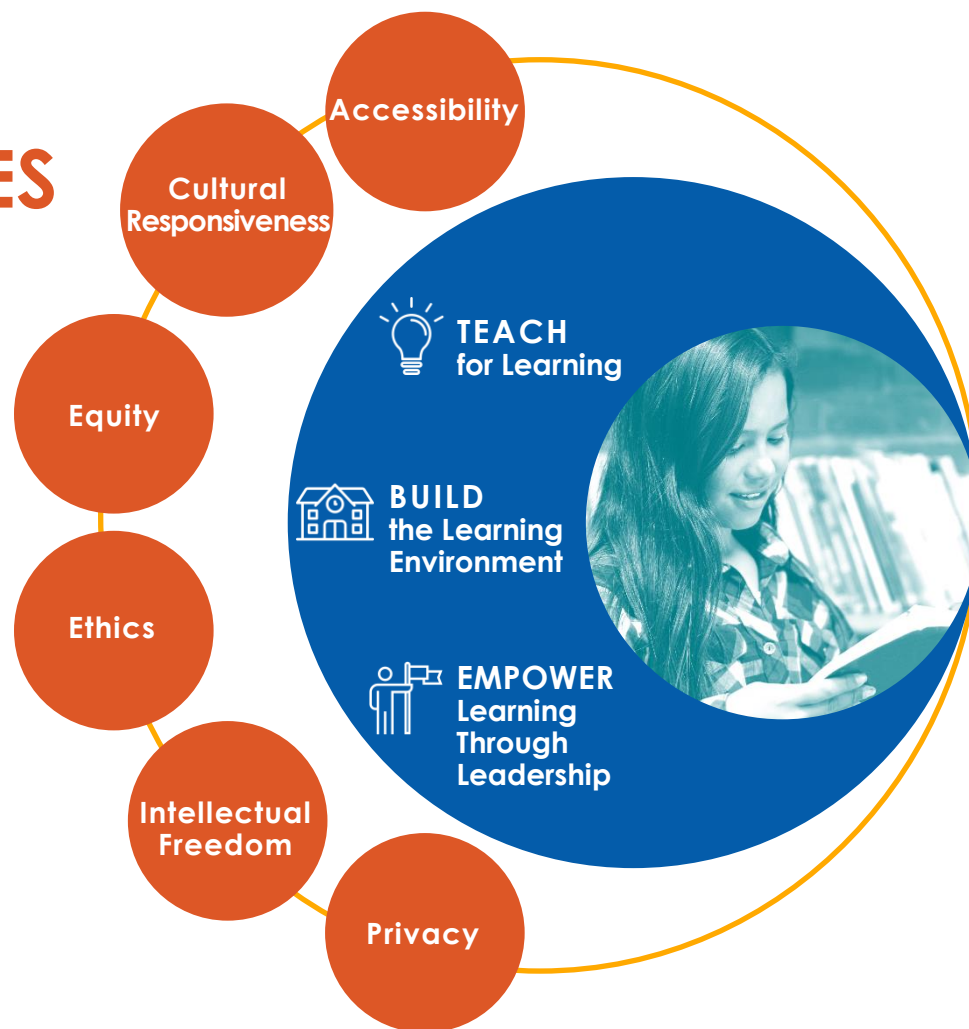 Accessibility
ES
Cultural
Responsiveness
Equity
Ethics
Intellectual
Freedom
Privacy
TEACH
for Learning
BUILD
the Learning
Environment
EMPOWER
Learning
Through
Leadership